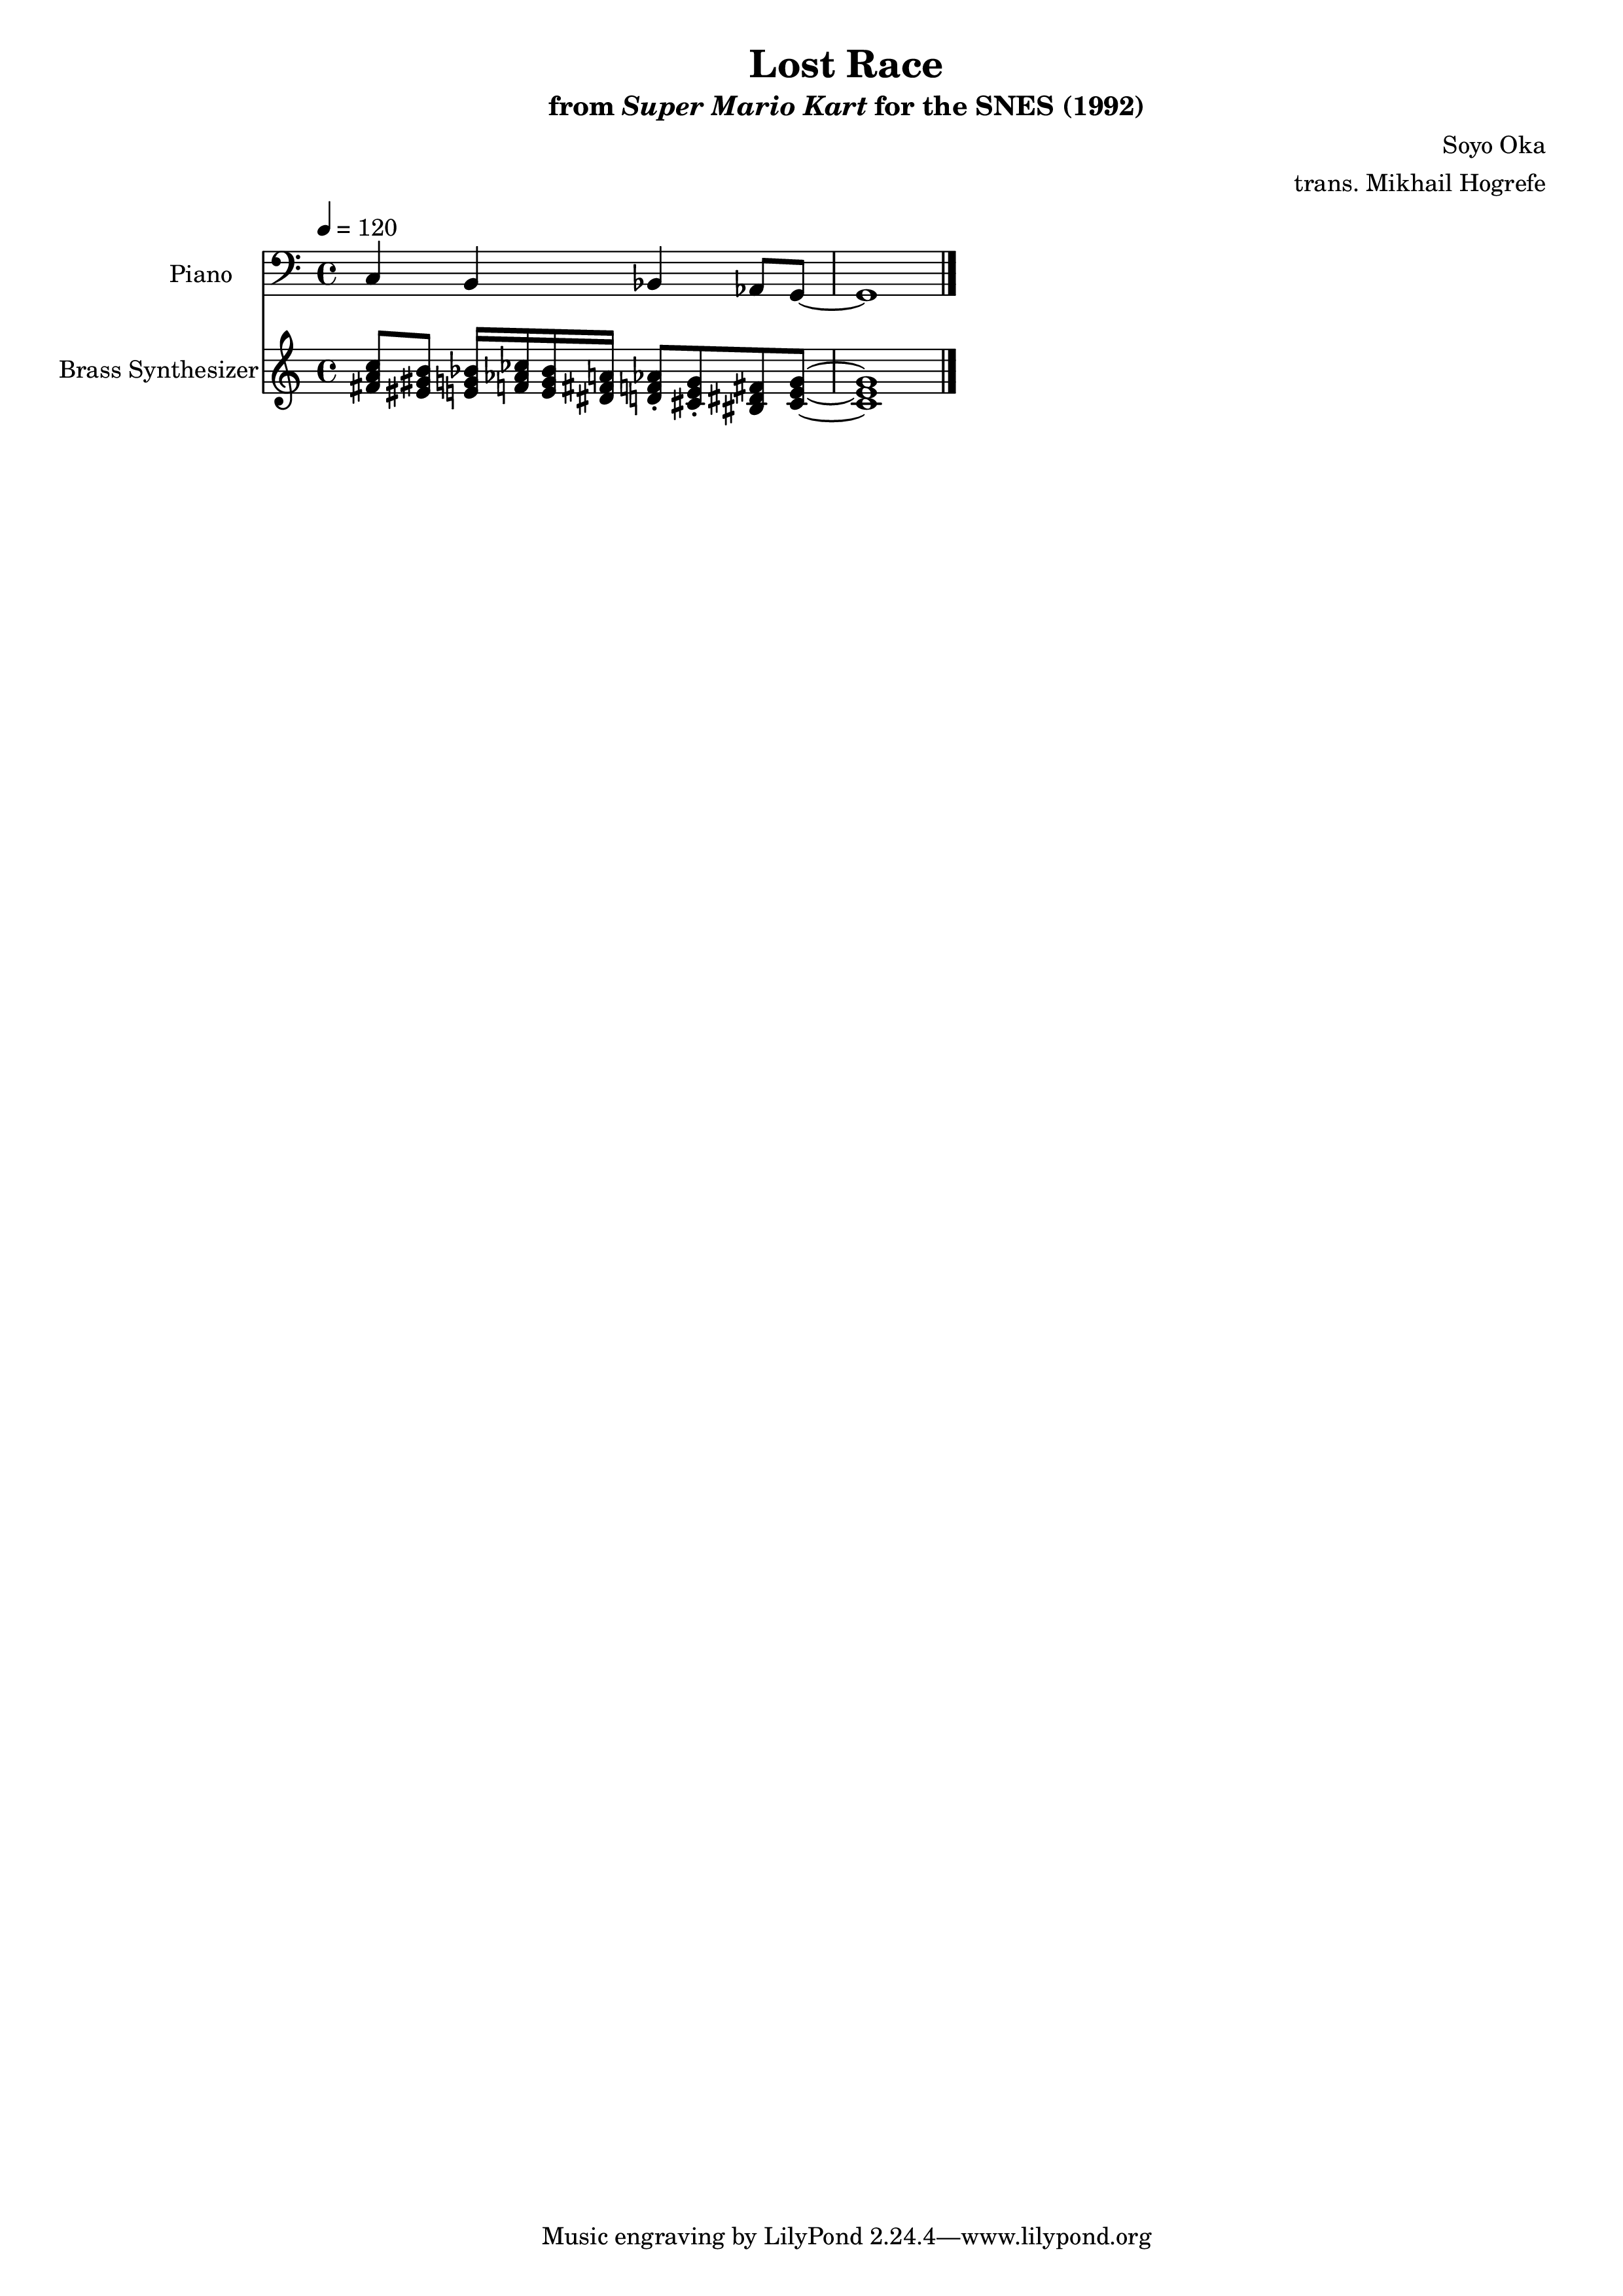 Lost Race
from Super Mario Kart for the SNES (1992)
Soyo Oka
trans. Mikhail Hogrefe
= 120
Piano
Brass Synthesizer
Music engraving by LilyPond 2.24.4—www.lilypond.org